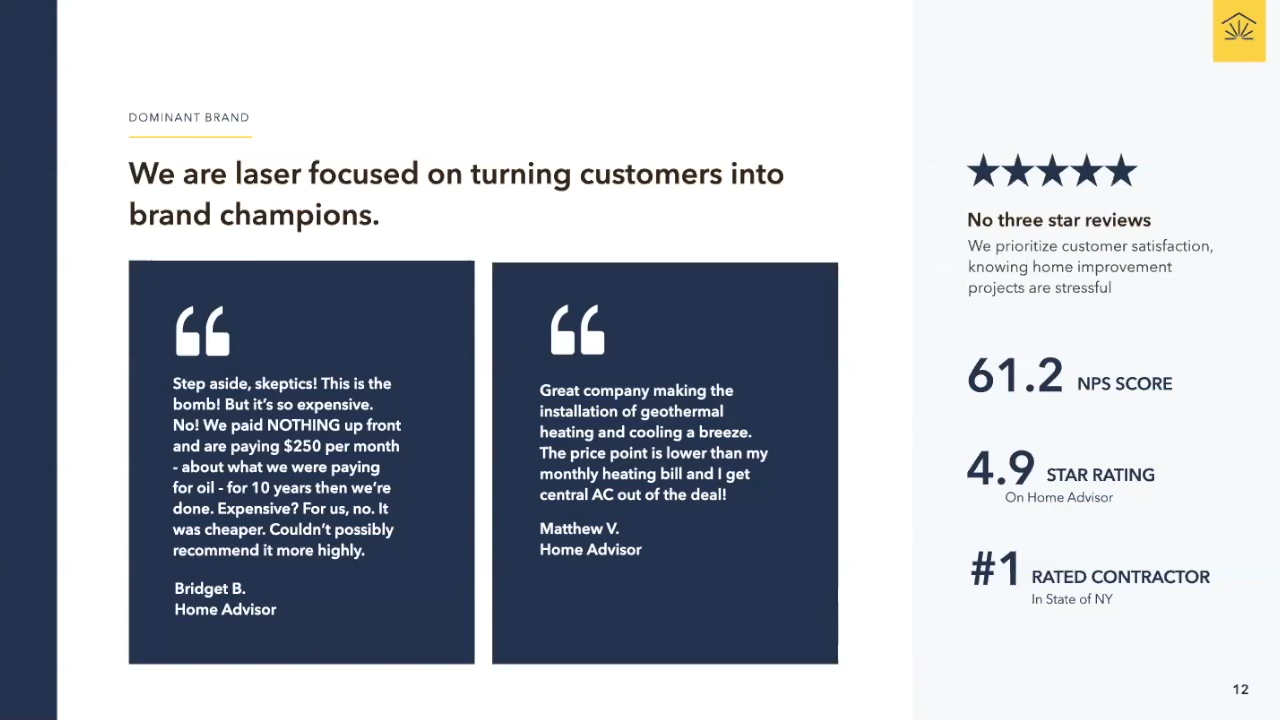 DOMINANT BRAND
We are laser focused on turning customers into
brand champions.
Step aside, skeptics! This is the
bomb! But it’s so expensive.
No! We paid NOTHING up front
and are paying $250 per month
- about what we were paying
for oil - for 10 years then we’re
done. Expensive? For us, no. It
was cheaper. Couldn’t possibly
recommend it more highly.
Bridget B.
Home Advisor
Great company making the
installation of geothermal
heating and cooling a breeze.
The price point is lower than my
monthly heating bill and I get
central AC out of the deal!
Matthew V.
Home Advisor
No three star reviews
We prioritize customer satisfaction,
knowing home improvement
projects are stressful
61.2 NPS SCORE
4.9 STAR RATING
On Home Advisor
#1 RATED CONTRACTOR
In State of NY
12